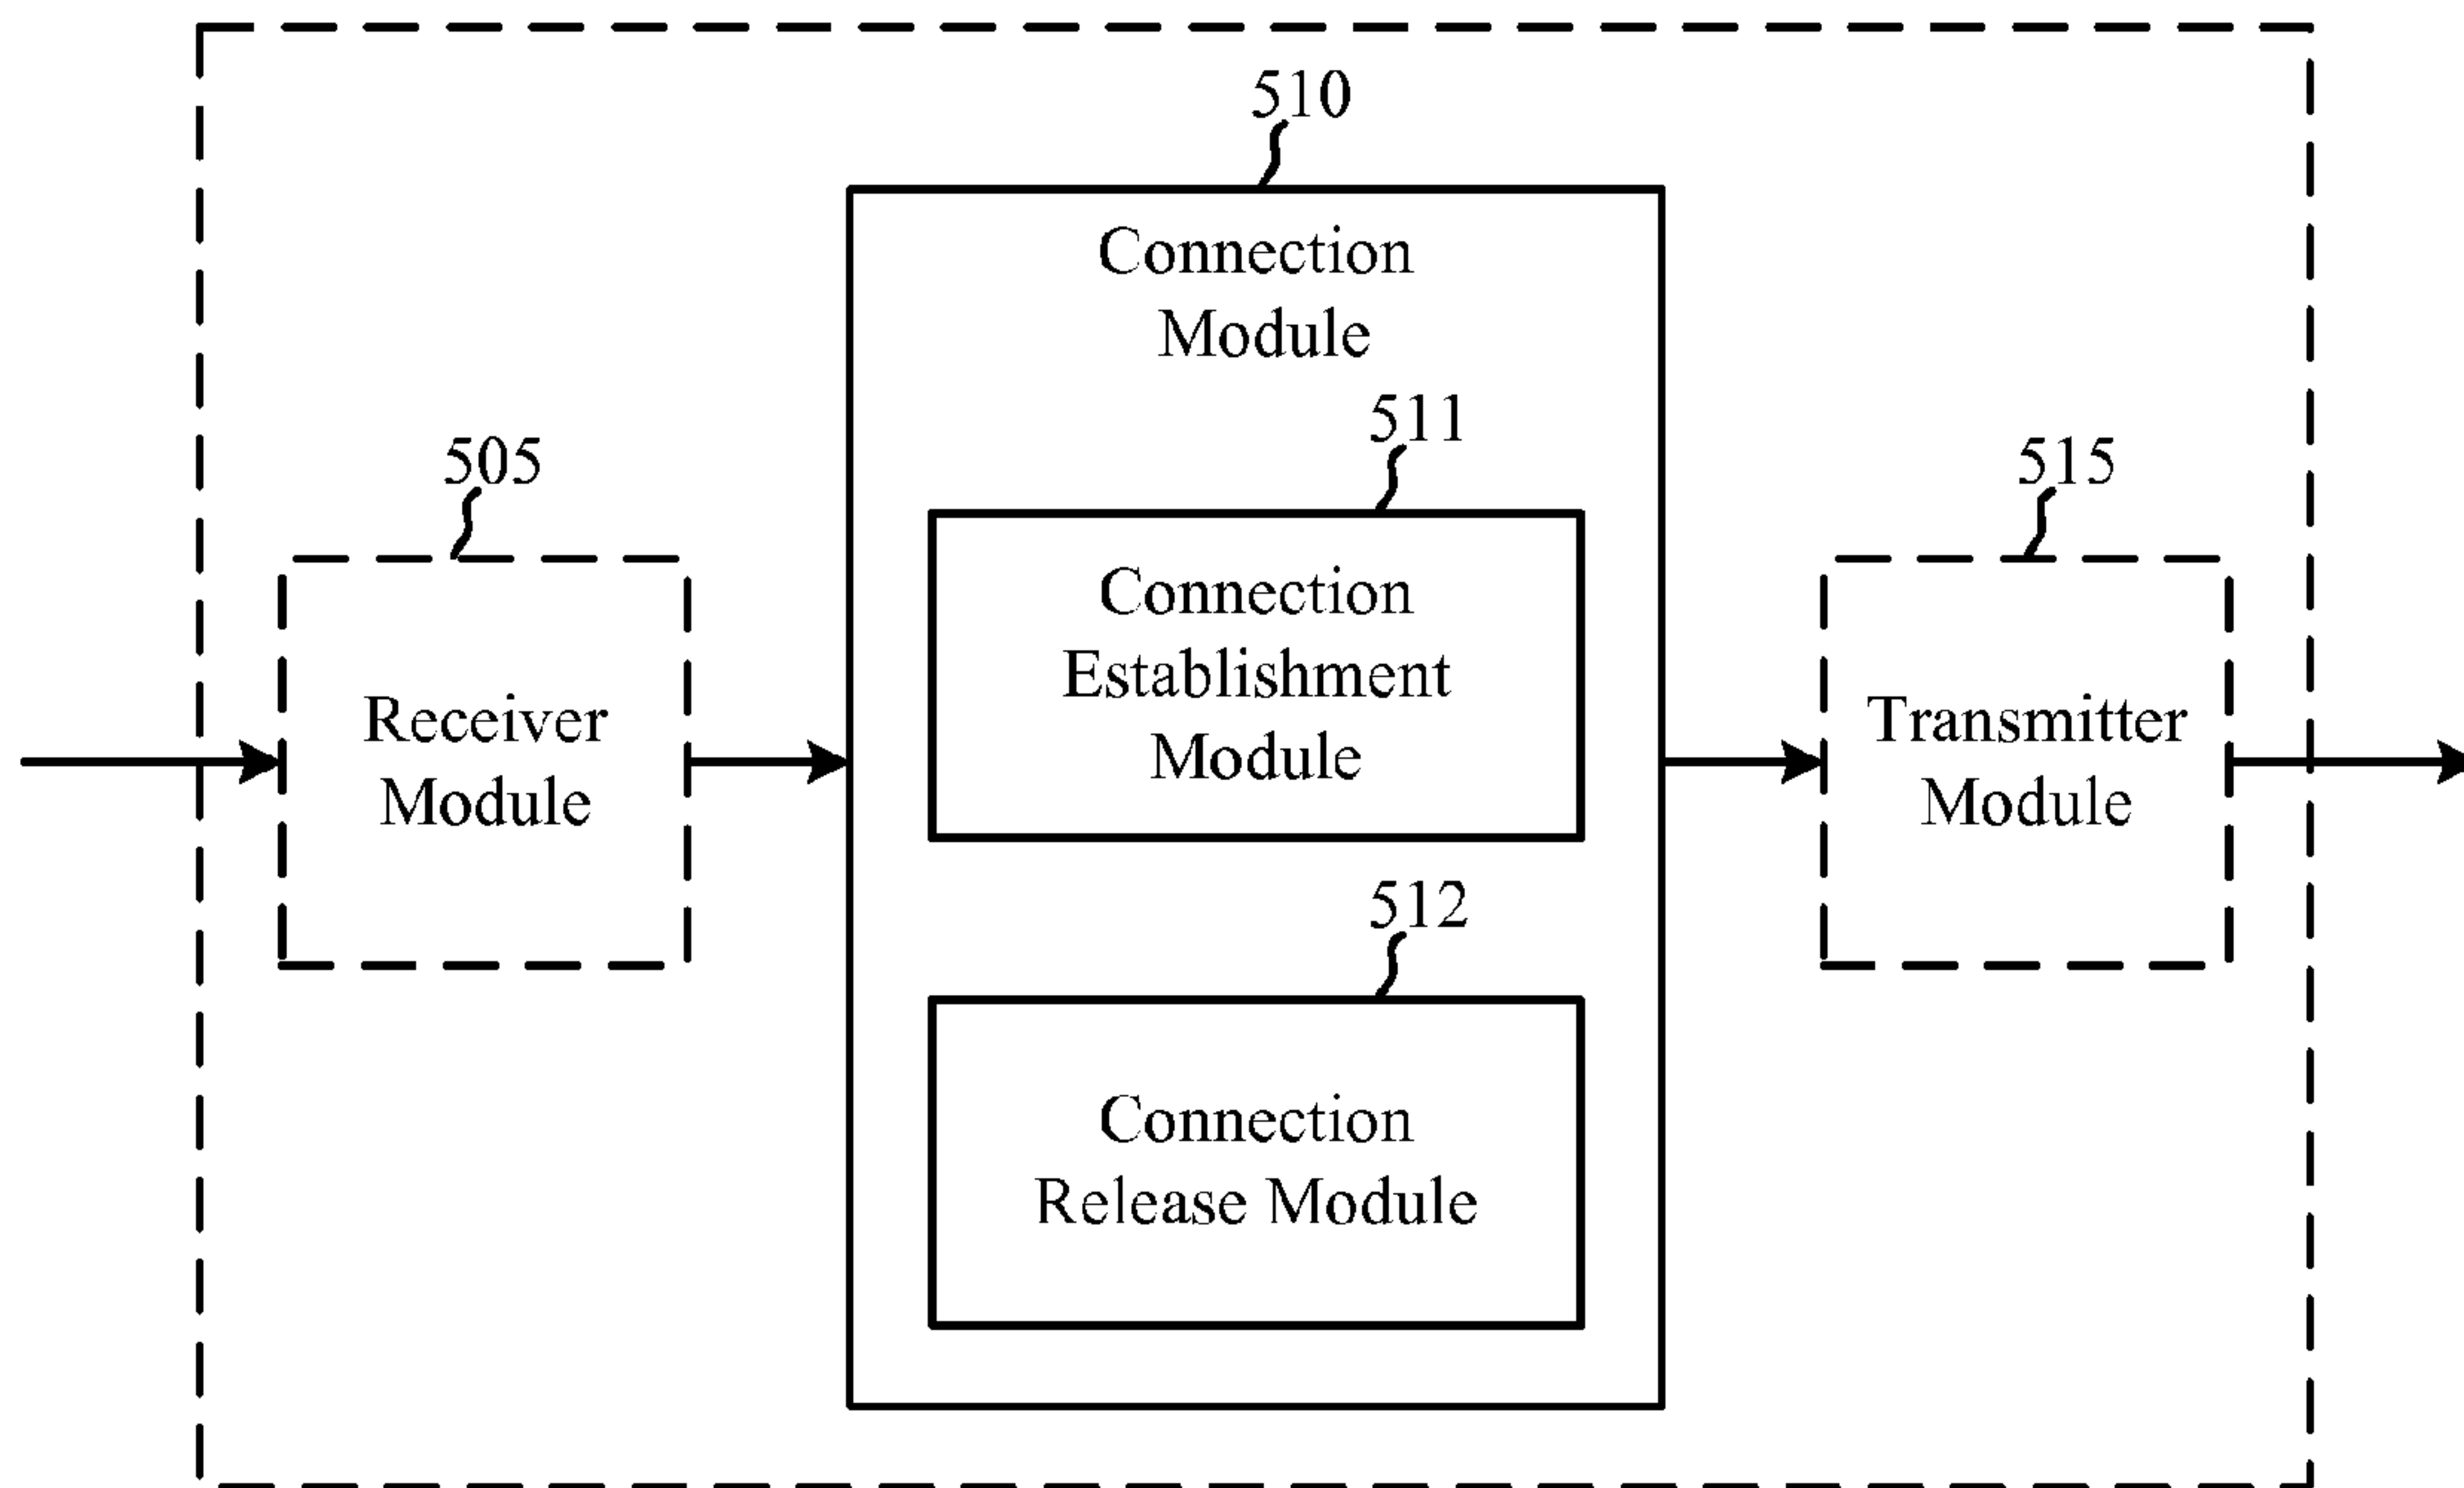 510
Connection
Module
511
505
515
Connection
Establishment
Module
Receiver
Module
Transmitter
Module
512
Connection
Release Module